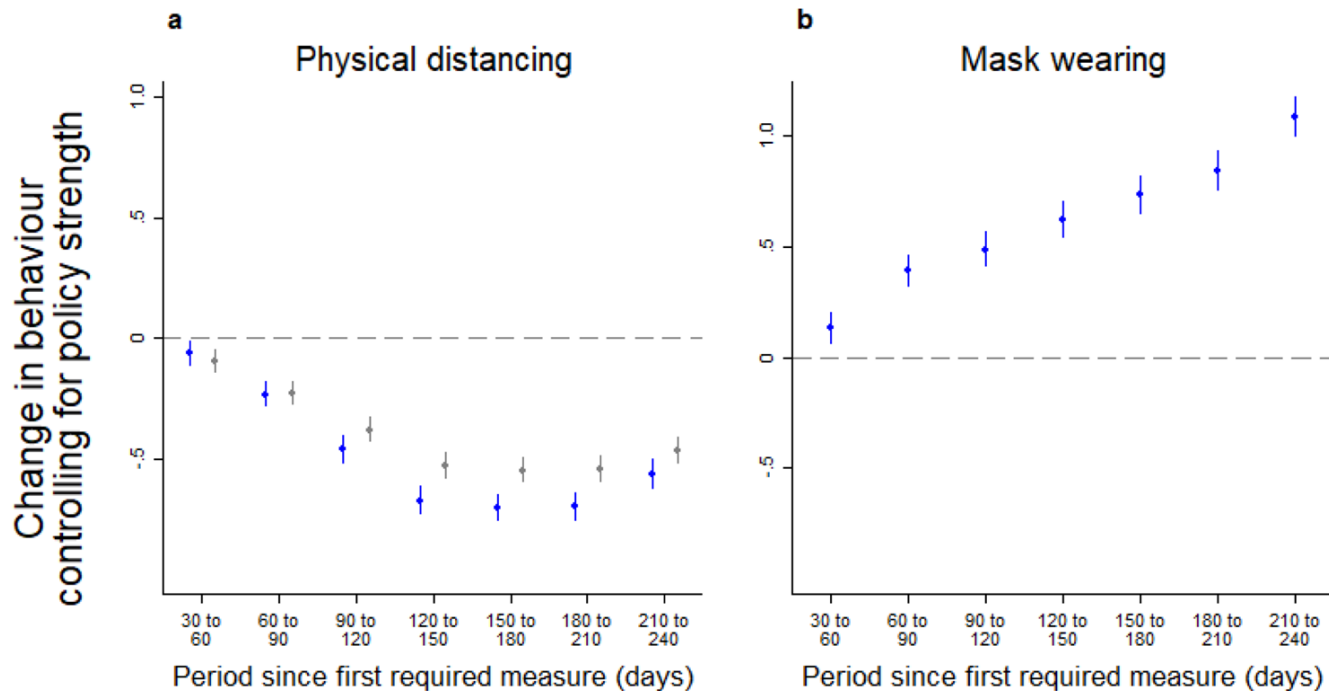 a
Physical distancing
Change in behaviour
controlling for policy strength
1.0
.5
0
-.5
30 to
60
60 to
90
90 to
120
120 to
150
150 to
180
180 to
210
210 to
240
Period since first required measure (days)
b
Mask wearing
1.0
.5
0
-.5
30 to
60
60 to
90
90 to
120
120 to
150
150 to
180
180 to
210
210 to
240
Period since first required measure (days)